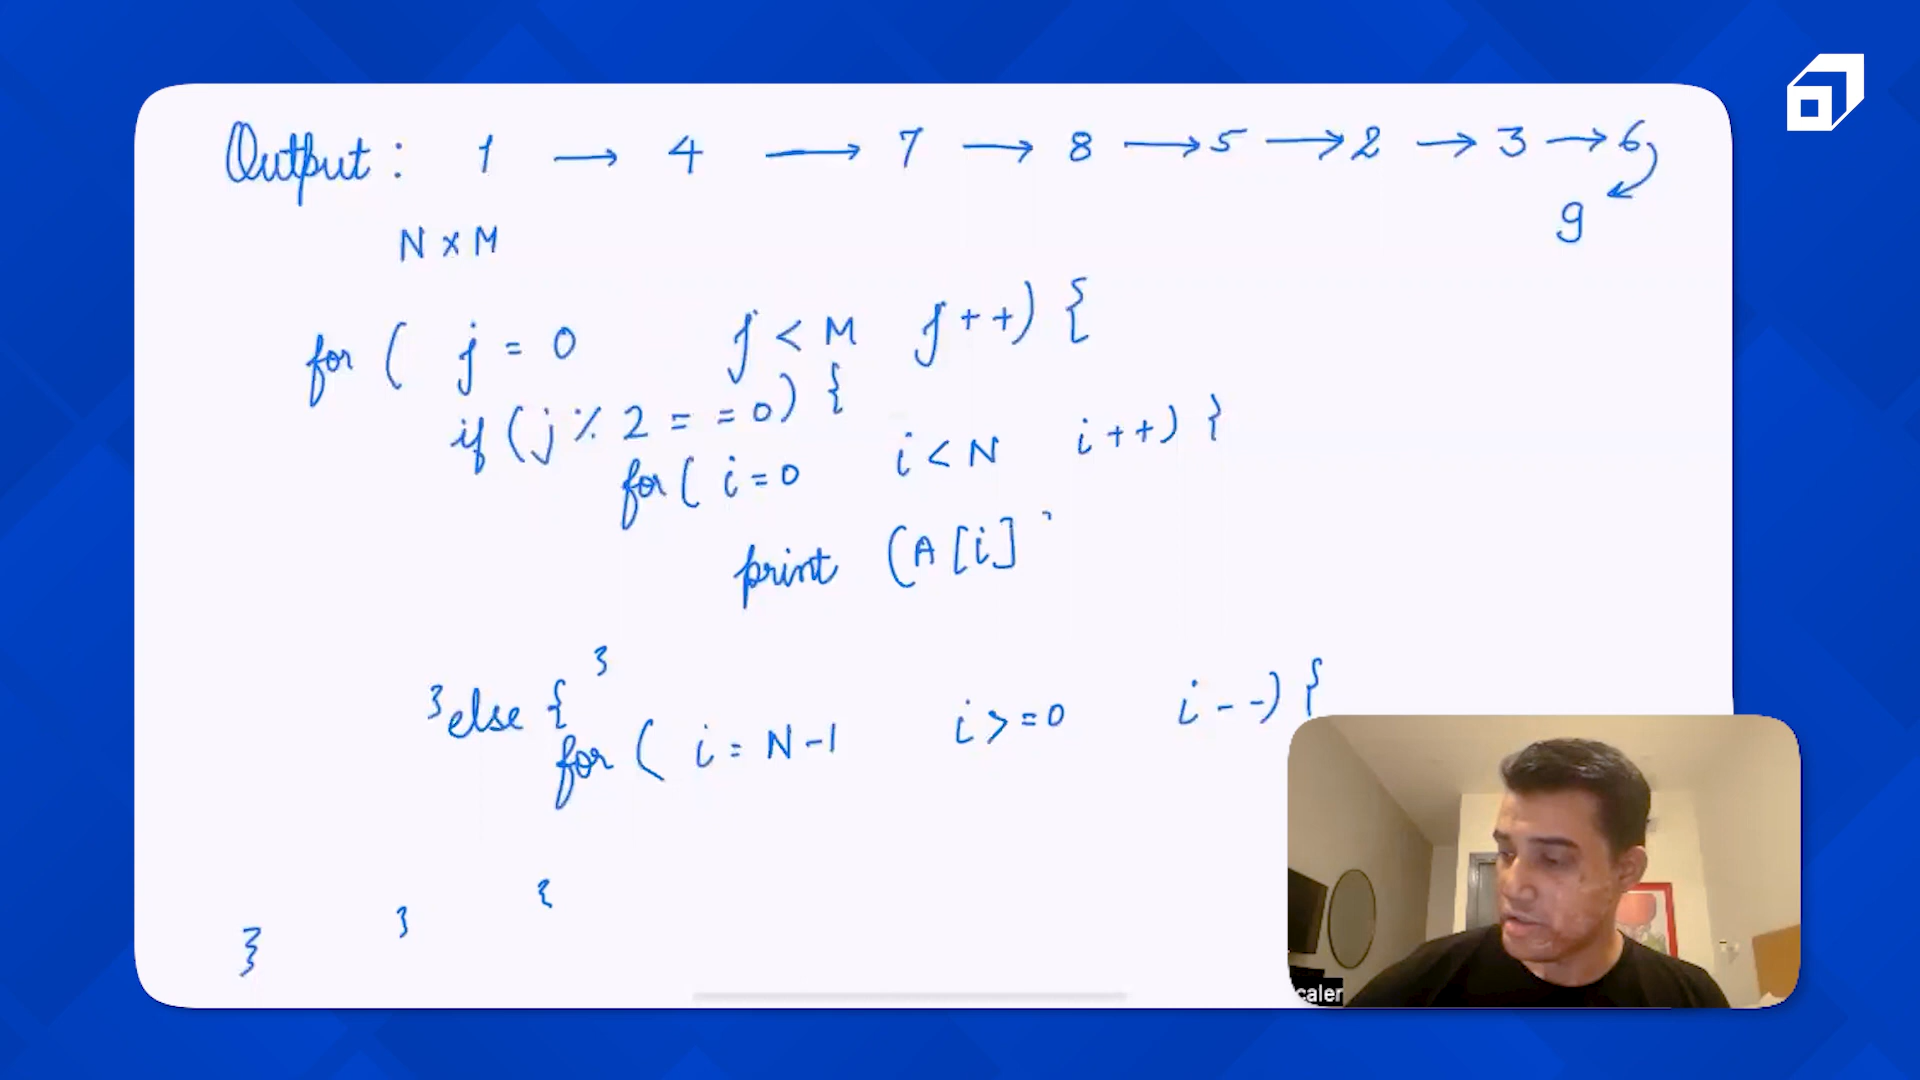 Output : 1 → 4 → 7 → 8 → 5 → 2 → 3 → 6
9
N x M
for ( j = 0 j < M j ++) {
if (j % 2 = = 0) {
for ( i = 0 i < N i ++) }
print (A [i]
}
} else {
for ( i = N - 1 i > = 0 i - -) {
{
}
}
caler